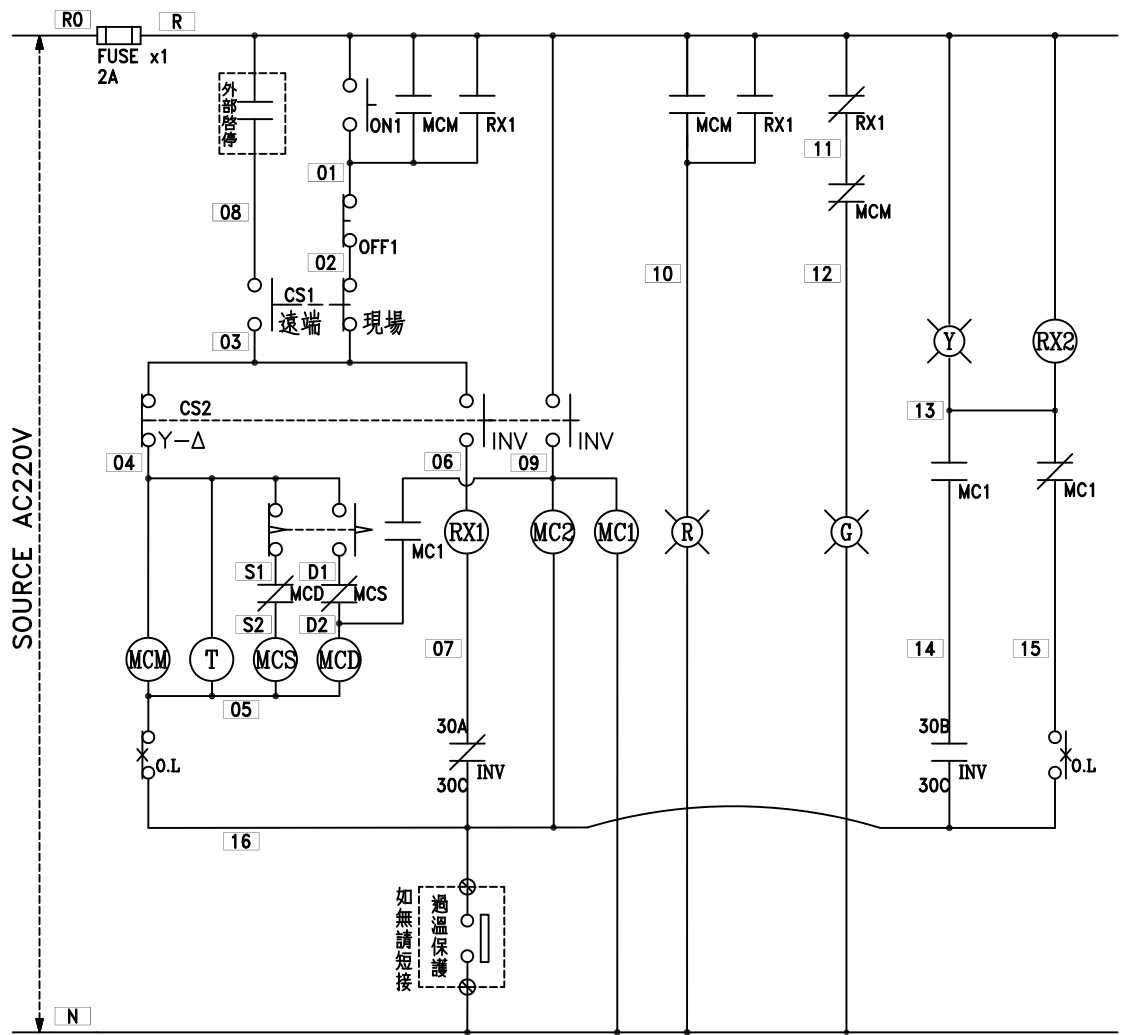 R0
R
FUSE x1
2A
外部啓停
ON1
MCM
RX1
MCM
RX1
RX1
01
11
MCM
08
OFF1
02
10
12
CS1
遠端
現場
03
Y
RX2
CS2
13
Y-Δ
INV
INV
04
06
09
MC1
MC1
SOURCE AC220V
MC1
RX1
MC2
MC1
R
G
S1
D1
MCD
MCS
S2
D2
07
14
15
MCM
T
MCS
MCD
05
30A
30B
O.L
INV
INV
O.L
30C
30C
16
如無請短接
過溫保護
N